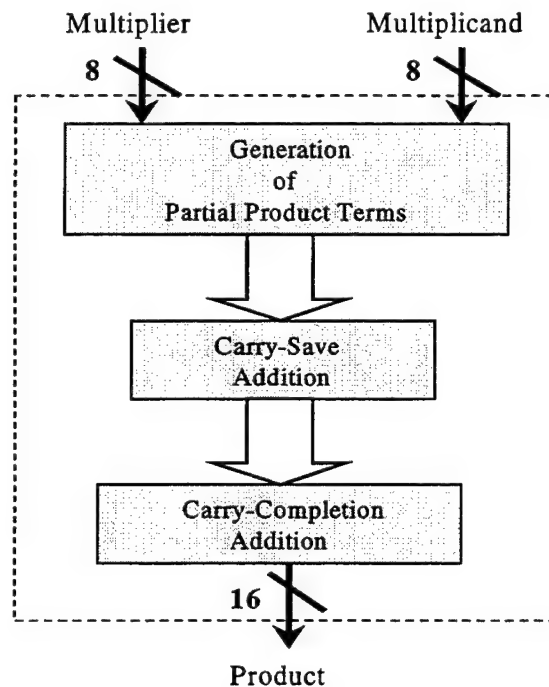 Multiplier
Multiplicand
8
8
Generation
of
Partial Product Terms
Carry-Save
Addition
Carry-Completion
Addition
16
Product